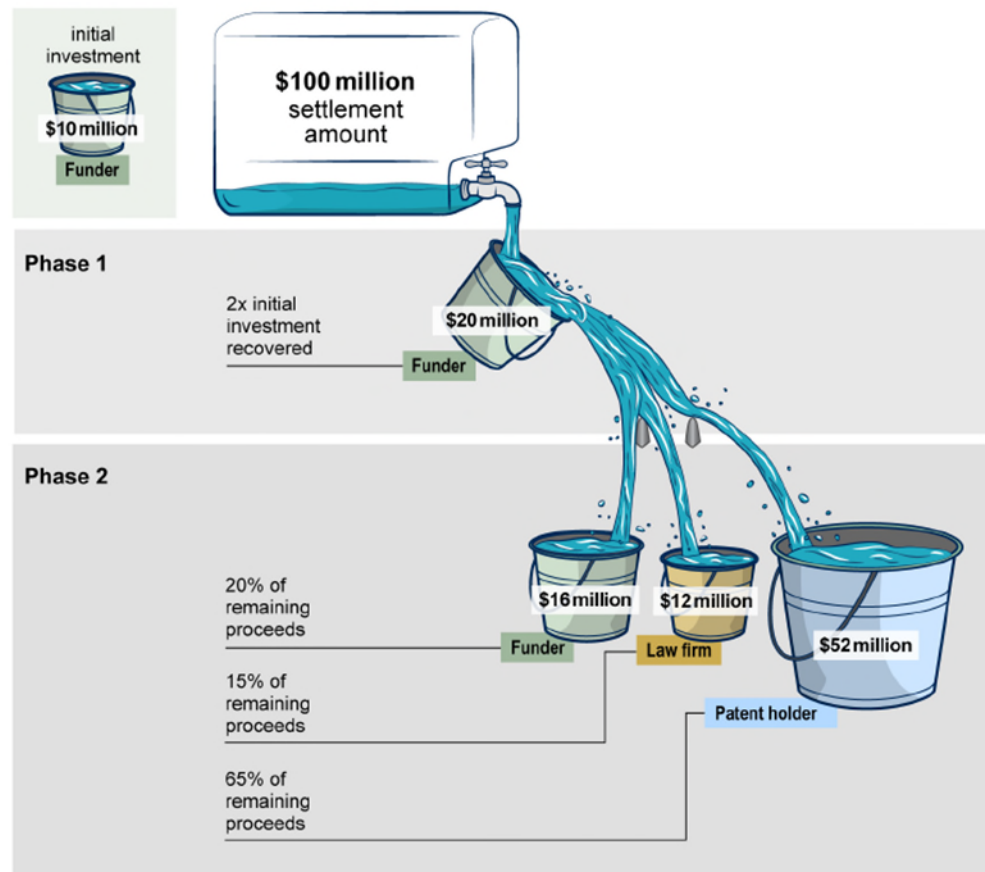 initial
investment
$10 million
Funder
$100 million
settlement
amount
Phase 1
2x initial
investment
recovered
$20 million
Funder
Phase 2
20% of
remaining
proceeds
$16 million
Funder
15% of
remaining
proceeds
$12 million
Law firm
65% of
remaining
proceeds
$52 million
Patent holder